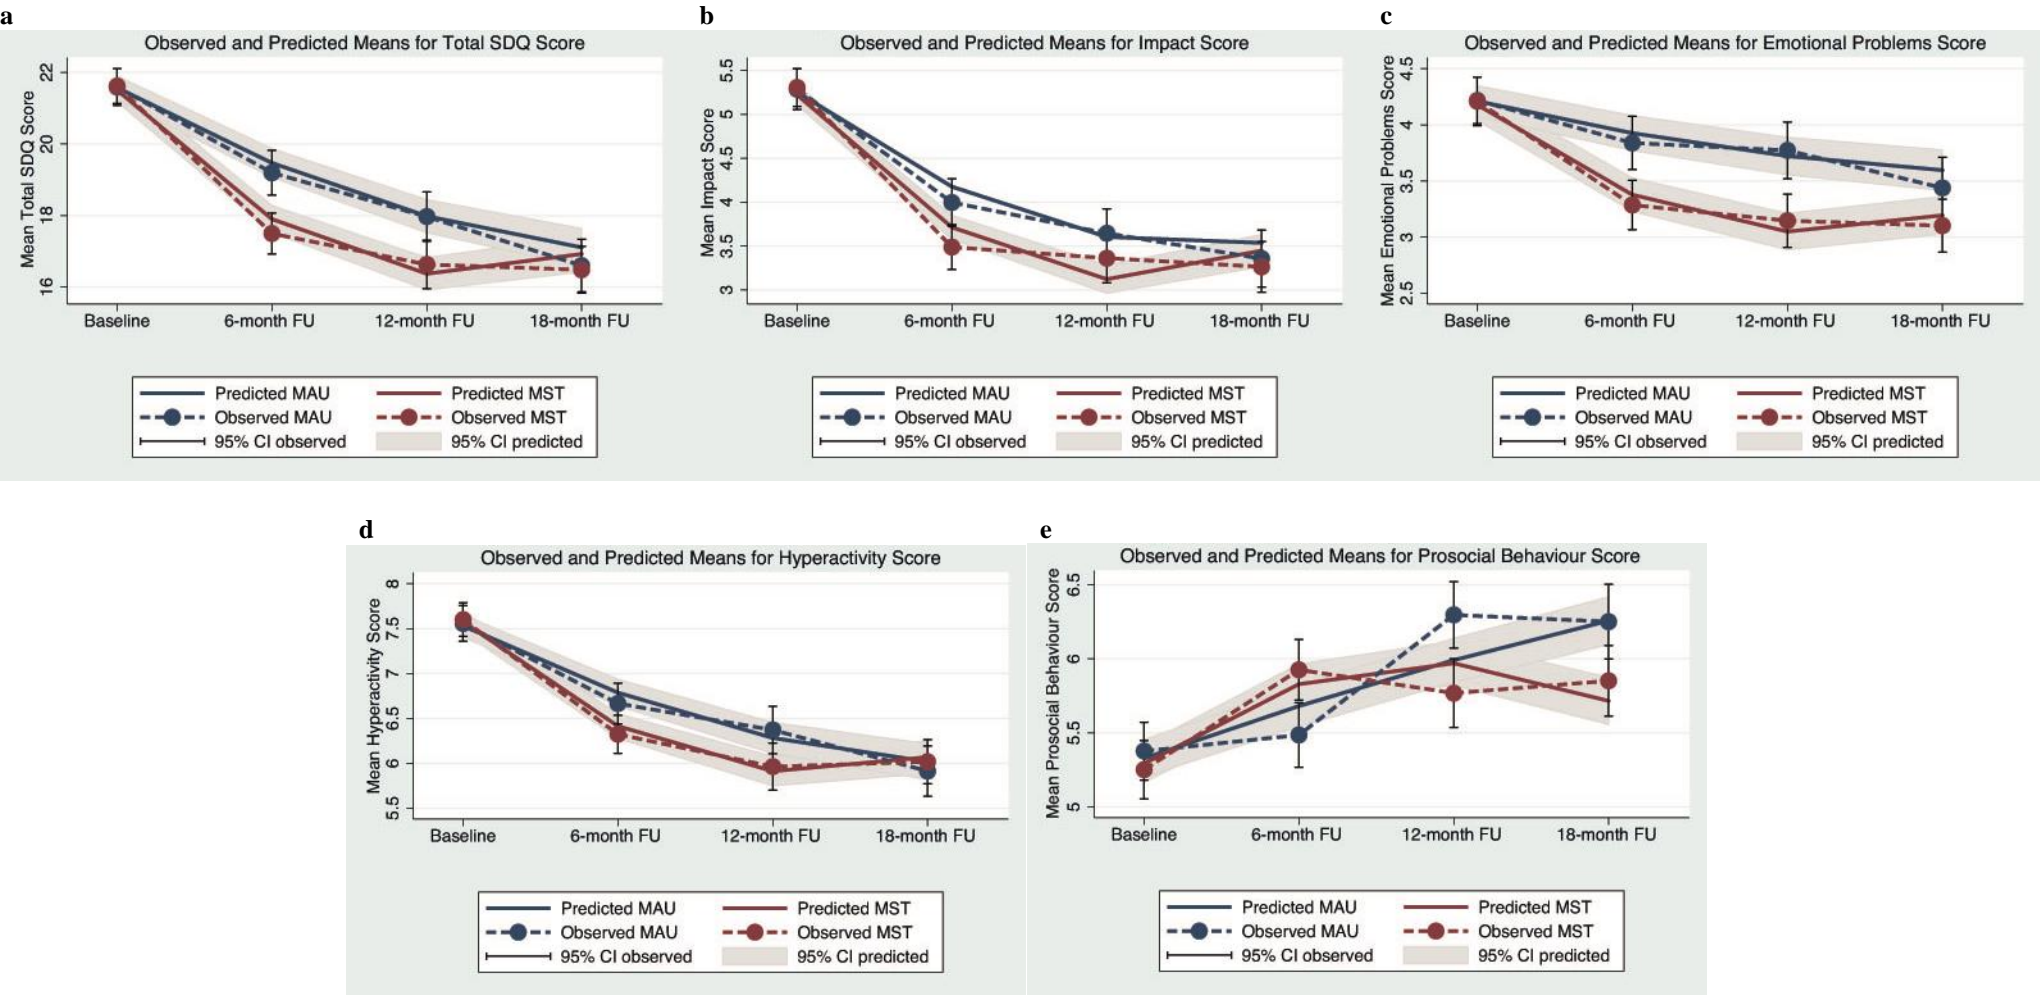 a
Observed and Predicted Means for Total SDQ Score
Mean Total SDQ Score
22
20
18
16
Baseline 6-month FU 12-month FU 18-month FU
Predicted MAU Predicted MST
Observed MAU Observed MST
95% CI observed 95% CI predicted
b
Observed and Predicted Means for Impact Score
Mean Impact Score
5.5
5
4.5
4
3.5
3
Baseline 6-month FU 12-month FU 18-month FU
Predicted MAU Predicted MST
Observed MAU Observed MST
95% CI observed 95% CI predicted
c
Observed and Predicted Means for Emotional Problems Score
Mean Emotional Problems Score
4.5
4
3.5
3
2.5
Baseline 6-month FU 12-month FU 18-month FU
Predicted MAU Predicted MST
Observed MAU Observed MST
95% CI observed 95% CI predicted
d
Observed and Predicted Means for Hyperactivity Score
Mean Hyperactivity Score
8
7.5
7
6.5
6
5.5
Baseline 6-month FU 12-month FU 18-month FU
Predicted MAU Predicted MST
Observed MAU Observed MST
95% CI observed 95% CI predicted
e
Observed and Predicted Means for Prosocial Behaviour Score
Mean Prosocial Behaviour Score
6.5
6
5.5
5
Baseline 6-month FU 12-month FU 18-month FU
Predicted MAU Predicted MST
Observed MAU Observed MST
95% CI observed 95% CI predicted